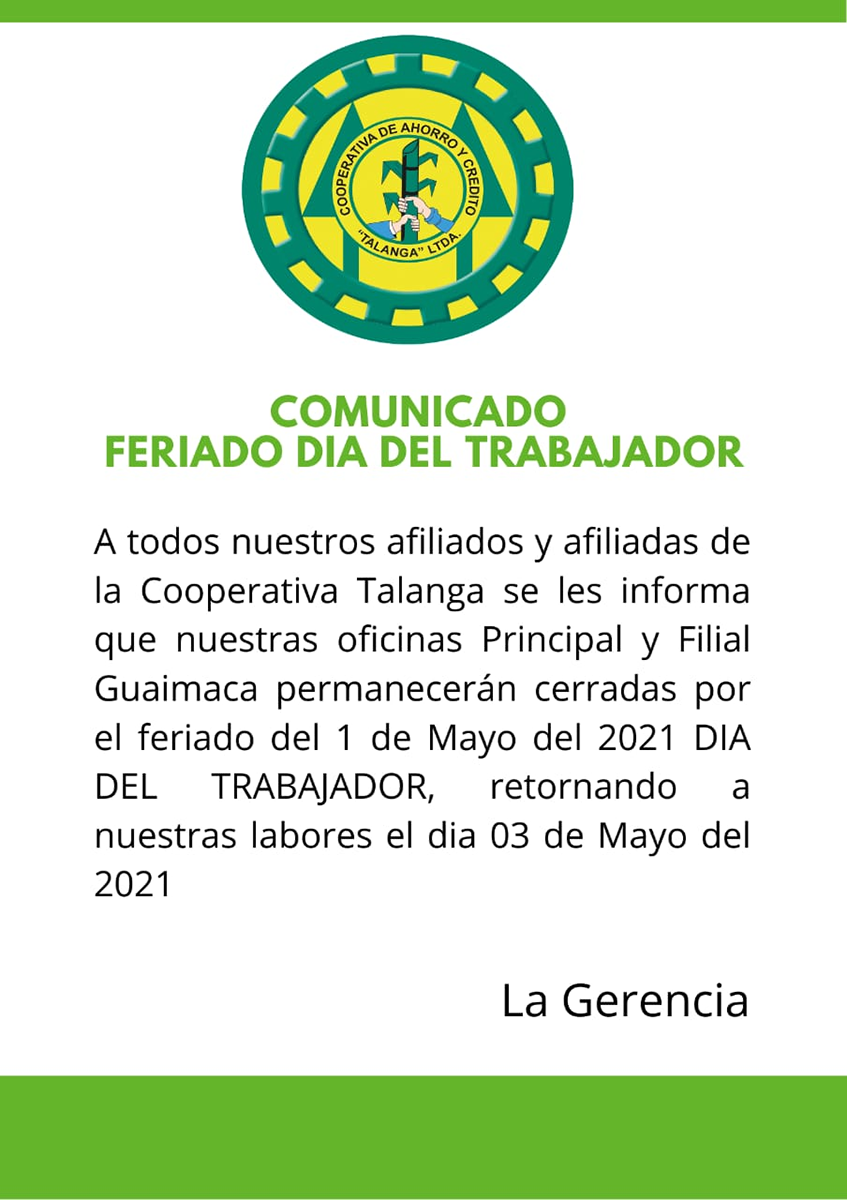 COOPERATIVA DE AHORRO Y CREDITO
"TALANGA" LTDA.
COMUNICADO
FERIADO DIA DEL TRABAJADOR
A todos nuestros afiliados y afiliadas de
la Cooperativa Talanga se les informa
que nuestras oficinas Principal y Filial
Guaimaca permanecerán cerradas por
el feriado del 1 de Mayo del 2021 DIA
DEL TRABAJADOR, retornando a
nuestras labores el dia 03 de Mayo del
2021
La Gerencia